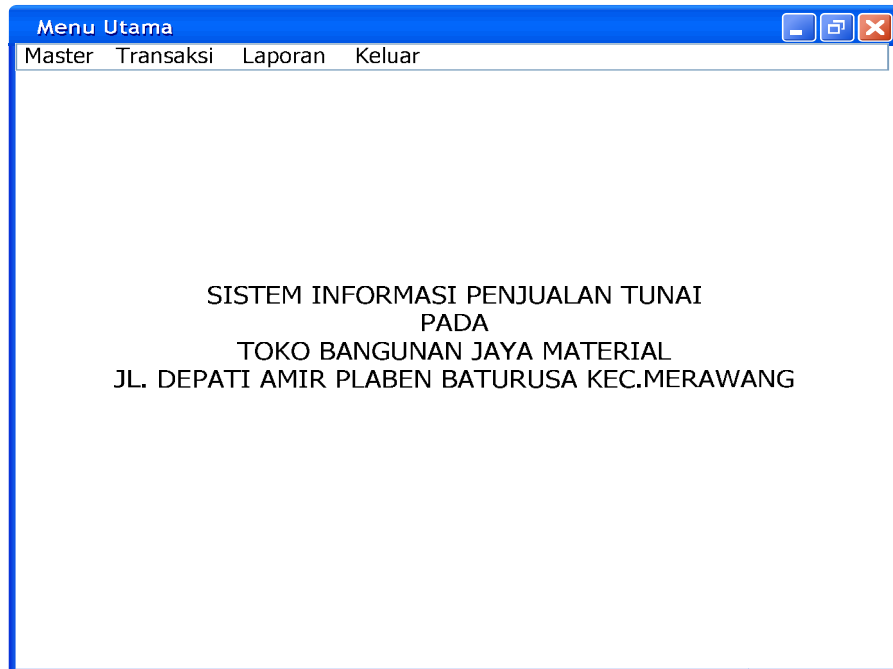 Menu Utama
Master Transaksi Laporan Keluar
SISTEM INFORMASI PENJUALAN TUNAI
PADA
TOKO BANGUNAN JAYA MATERIAL
JL. DEPATI AMIR PLABEN BATURUSA KEC.MERAWANG